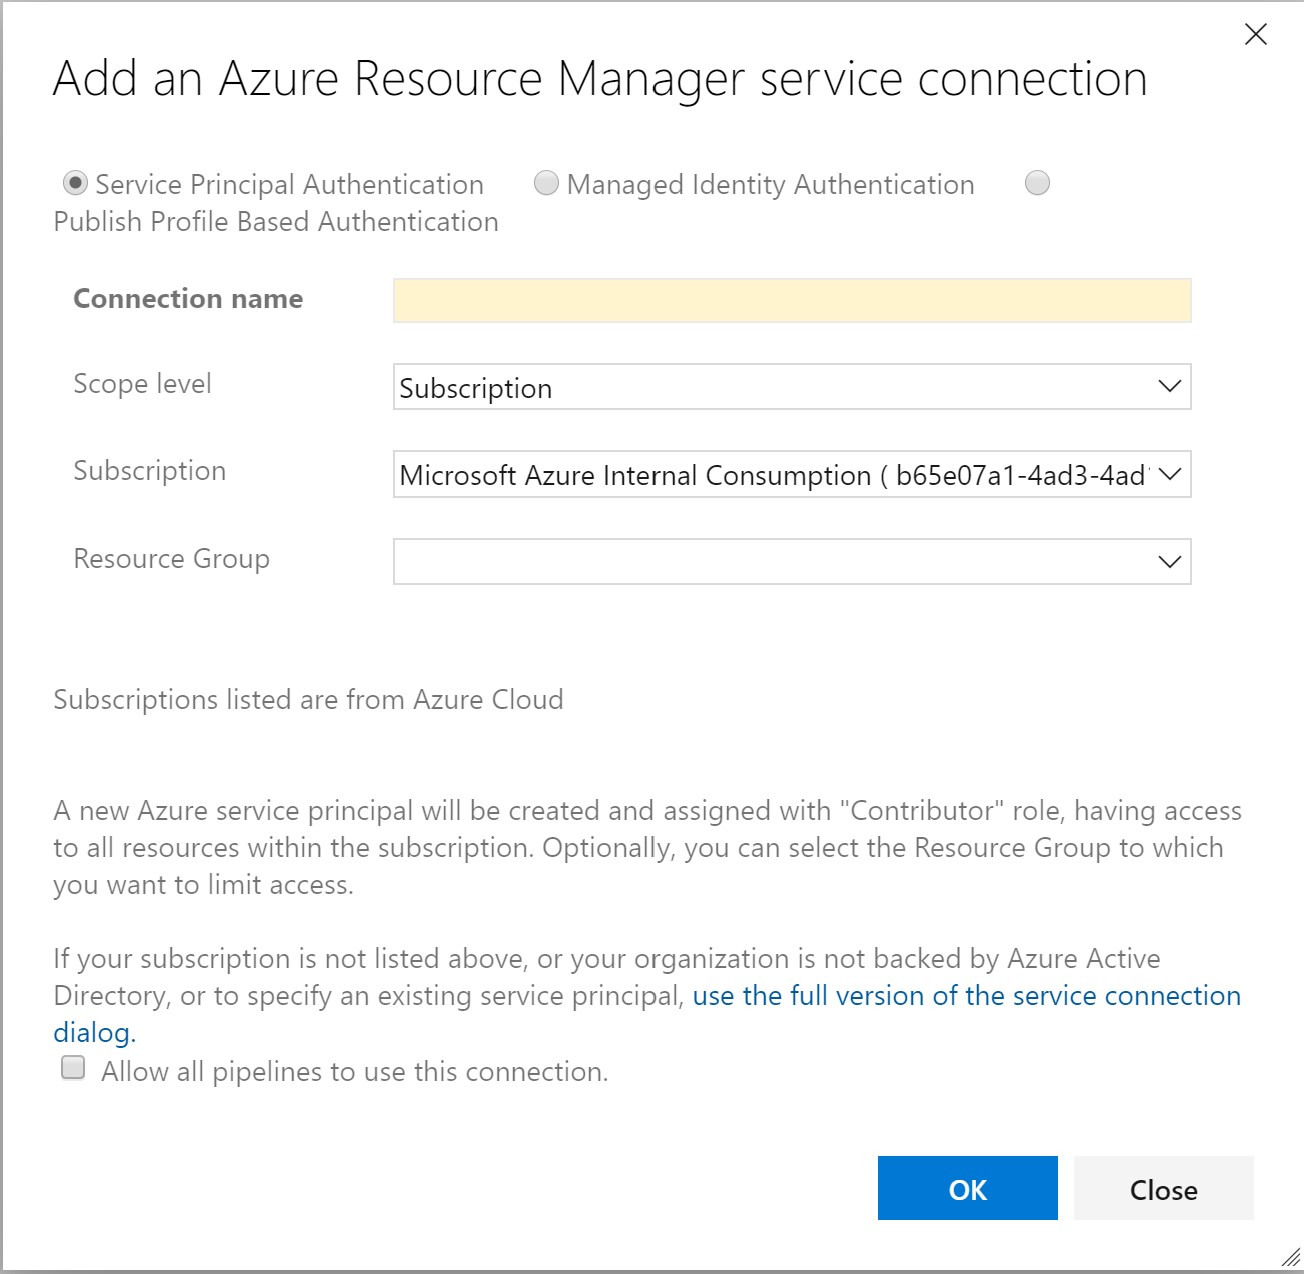 Add an Azure Resource Manager service connection
Service Principal Authentication Managed Identity Authentication
Publish Profile Based Authentication
Connection name
Scope level Subscription
Subscription Microsoft Azure Internal Consumption ( b65e07a1-4ad3-4ad
Resource Group
Subscriptions listed are from Azure Cloud
A new Azure service principal will be created and assigned with "Contributor" role, having access
to all resources within the subscription. Optionally, you can select the Resource Group to which
you want to limit access.
If your subscription is not listed above, or your organization is not backed by Azure Active
Directory, or to specify an existing service principal, use the full version of the service connection
dialog.
Allow all pipelines to use this connection.
OK Close